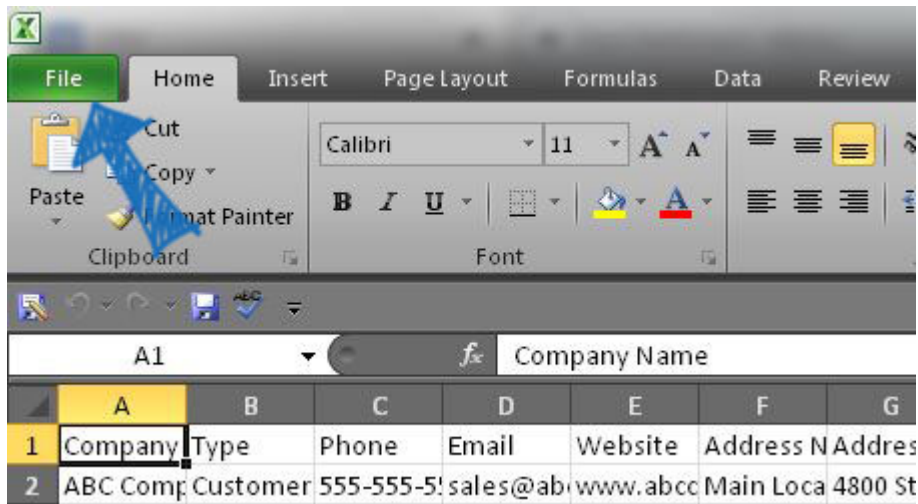 File Home Insert Page Layout Formulas Data Review
Cut
Calibri 11 A A
Copy
Paste
B I U A
Format Painter
Clipboard Font
ABC
A1 fx Company Name
A B C D E F G
1 Company Type Phone Email Website Address N Addres
2 ABC Comp Customer 555-555-5 sales@ab www.abcc Main Loca 4800 St